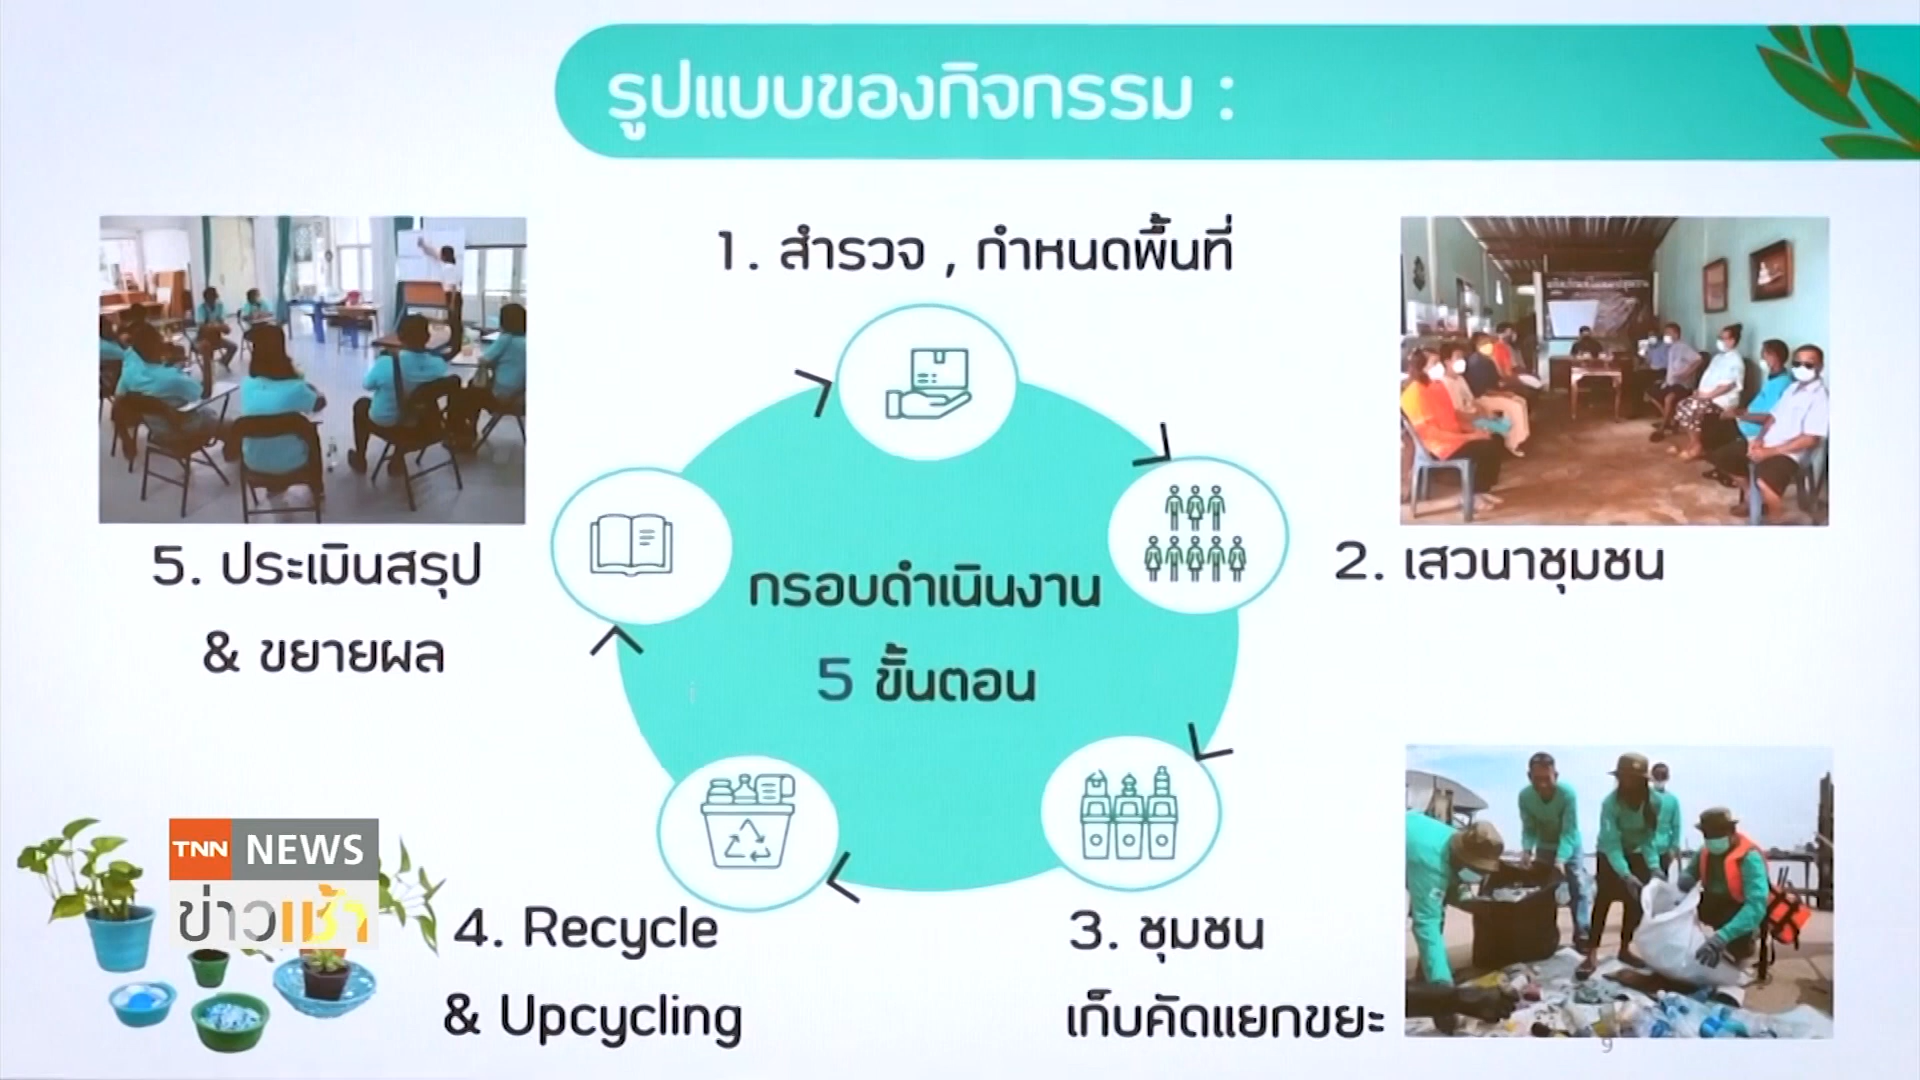 รูปแบบของกิจกรรม :
1. สำรวจ , กำหนดพื้นที่
2. เสวนาชุมชน
5. ประเมินสรุป
& ขยายผล
กรอบดำเนินงาน
5 ขั้นตอน
3. ชุมชน
เก็บคัดแยกขยะ
4. Recycle
& Upcycling
TNN NEWS
ข่าวเช้า
9